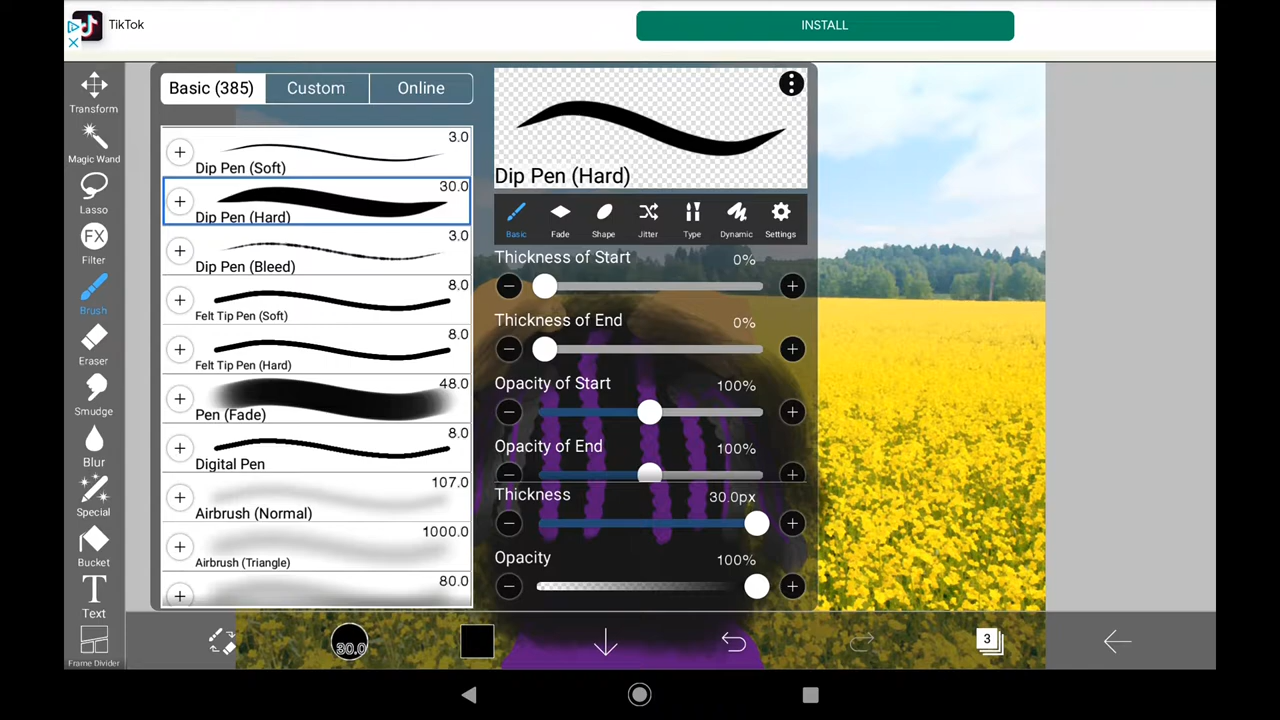 TikTok
INSTALL
Transform
Magic Wand
Lasso
FX
Filter
Brush
Eraser
Smudge
Blur
Special
Bucket
T
Text
Frame Divider
Basic (385)
Custom
Online
3.0
Dip Pen (Soft)
30.0
Dip Pen (Hard)
3.0
Dip Pen (Bleed)
8.0
Felt Tip Pen (Soft)
8.0
Felt Tip Pen (Hard)
48.0
Pen (Fade)
8.0
Digital Pen
107.0
Airbrush (Normal)
1000.0
Airbrush (Triangle)
80.0
Dip Pen (Hard)
Basic
Fade
Shape
Jitter
Type
Dynamic
Settings
Thickness of Start 0%
Thickness of End 0%
Opacity of Start 100%
Opacity of End 100%
Thickness 30.0px
Opacity 100%
30.0
3